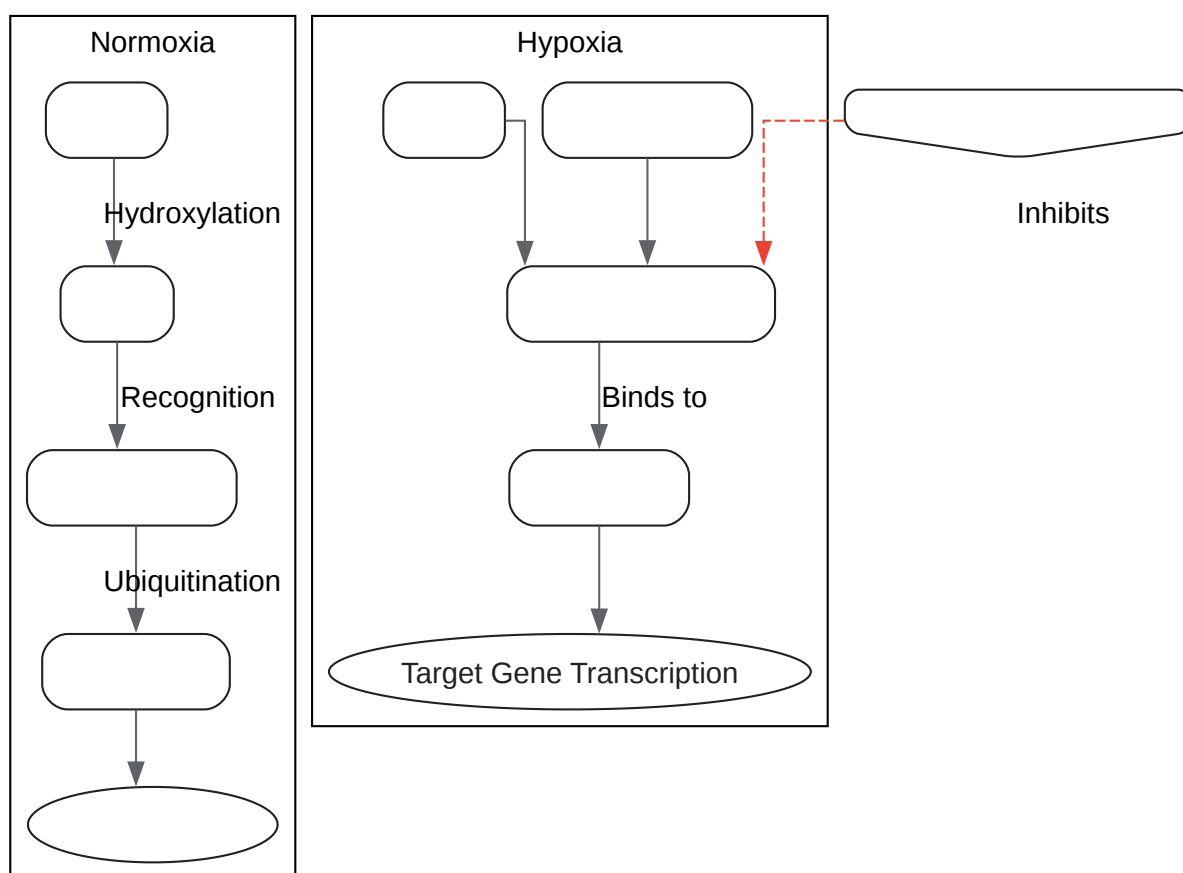 Normoxia
Hypoxia
Hydroxylation
Inhibits
Recognition
Binds to
Ubiquitination
Target Gene Transcription